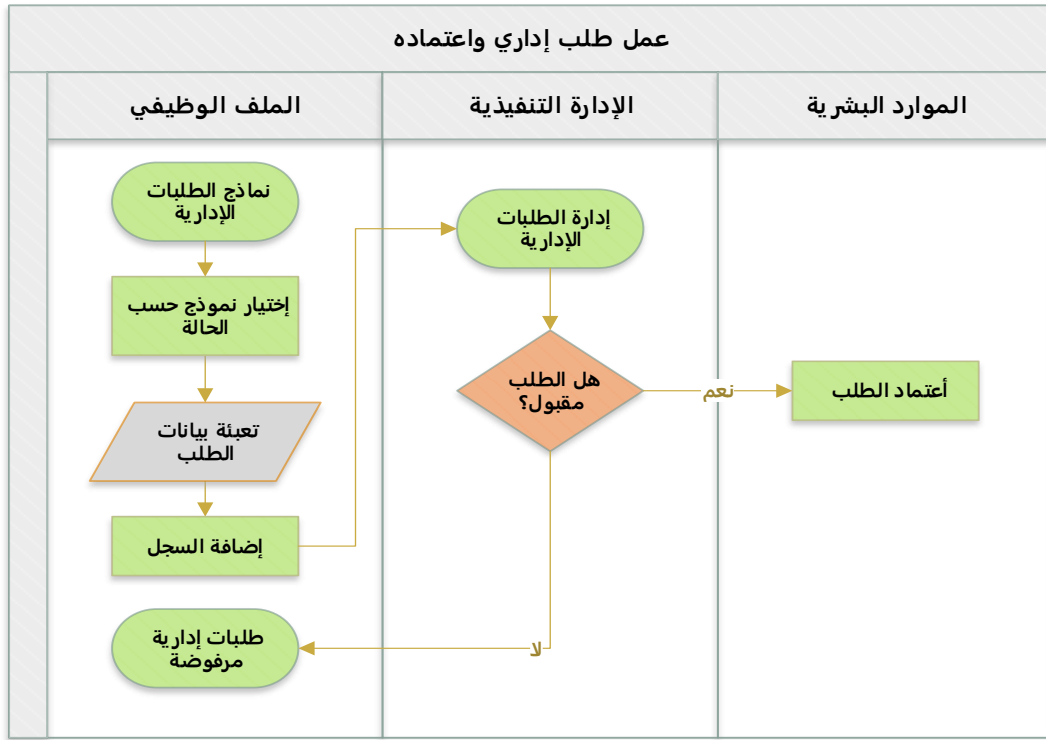 عمل طلب إداري واعتماده
الملف الوظيفي
الإدارة التنفيذية
الموارد البشرية
نماذج الطلبات
الإدارية
إختيار نموذج حسب
الحالة
تعبئة بيانات
الطلب
إضافة السجل
طلبات إدارية
مرفوضة
إدارة الطلبات
الإدارية
هل الطلب
مقبول؟
نعم
لا
أعتماد الطلب